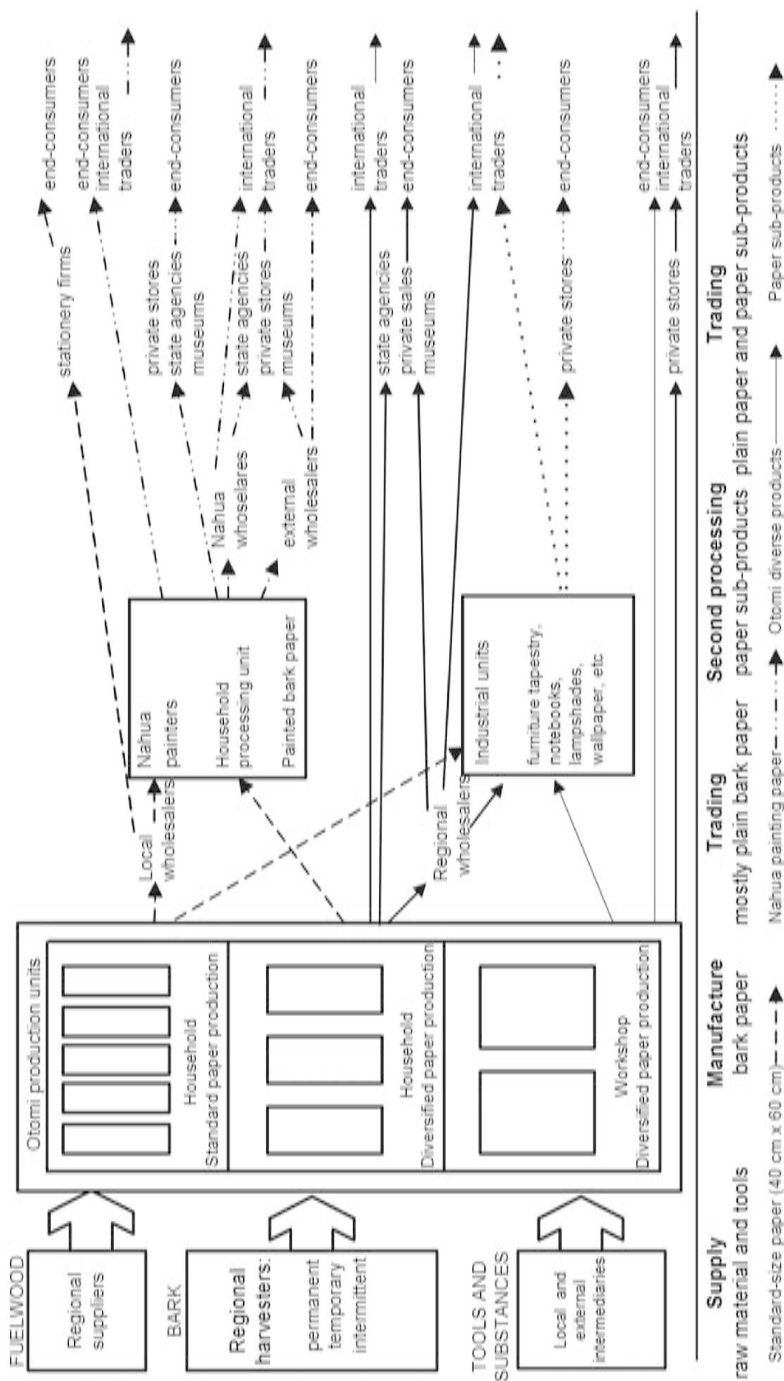 FUELWOOD
Regional
suppliers
BARK
Regional
harvesters:
permanent
temporary
intermittent
TOOLS AND
SUBSTANCES
Local and
external
intermediaries
Otomi production units
Household
Standard paper production
Household
Diversified paper production
Workshop
Diversified paper production
Local
wholesalers
Regional
wholesalers
Nahua
painters
Household
processing unit
Painted bark paper
Industrial units
furniture tapestry,
notebooks,
lampshades,
wallpaper, etc
Nahua
whoselares
external
wholesalers
stationery firms
private stores
state agencies
museums
state agencies
private stores
museums
state agencies
private sales
museums
private stores
private stores
end-consumers
end-consumers
international
traders
end-consumers
international
traders
end-consumers
international
traders
end-consumers
international
traders
end-consumers
end-consumers
international
traders
Supply
raw material and tools
Manufacture
bark paper
Trading
mostly plain bark paper
Second processing
paper sub-products
Trading
plain paper and paper sub-products
Standard-size paper (40 cm x 60 cm)
Nahua painting paper
Otomi diverse products
Paper sub-products